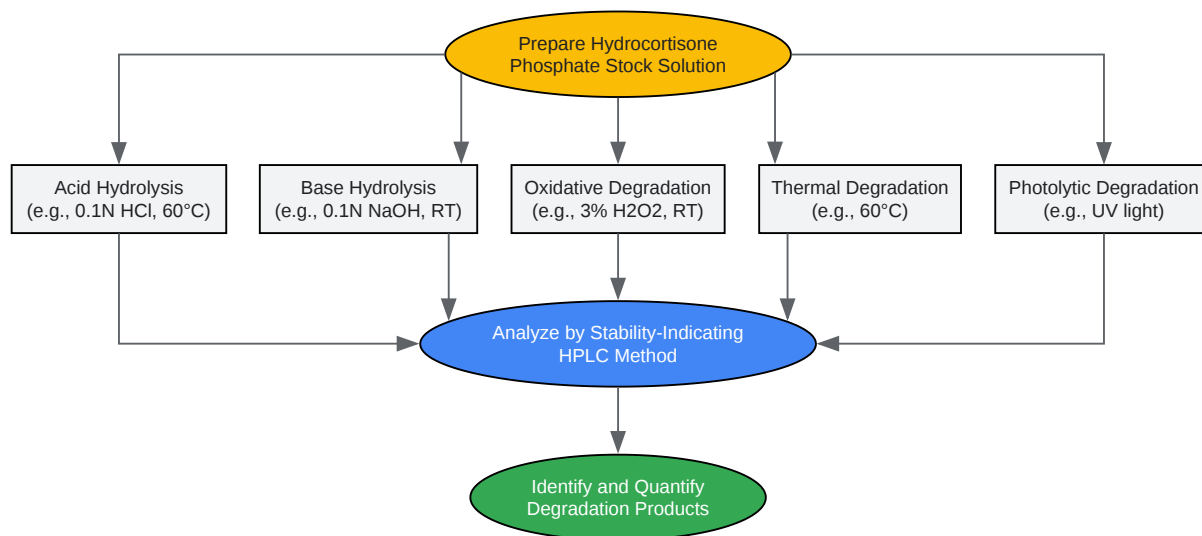 Prepare Hydrocortisone
Phosphate Stock Solution
Acid Hydrolysis
(e.g., 0.1N HCl, 60°C)
Base Hydrolysis
(e.g., 0.1N NaOH, RT)
Oxidative Degradation
(e.g., 3% H2O2, RT)
Thermal Degradation
(e.g., 60°C)
Photolytic Degradation
(e.g., UV light)
Analyze by Stability-Indicating
HPLC Method
Identify and Quantify
Degradation Products